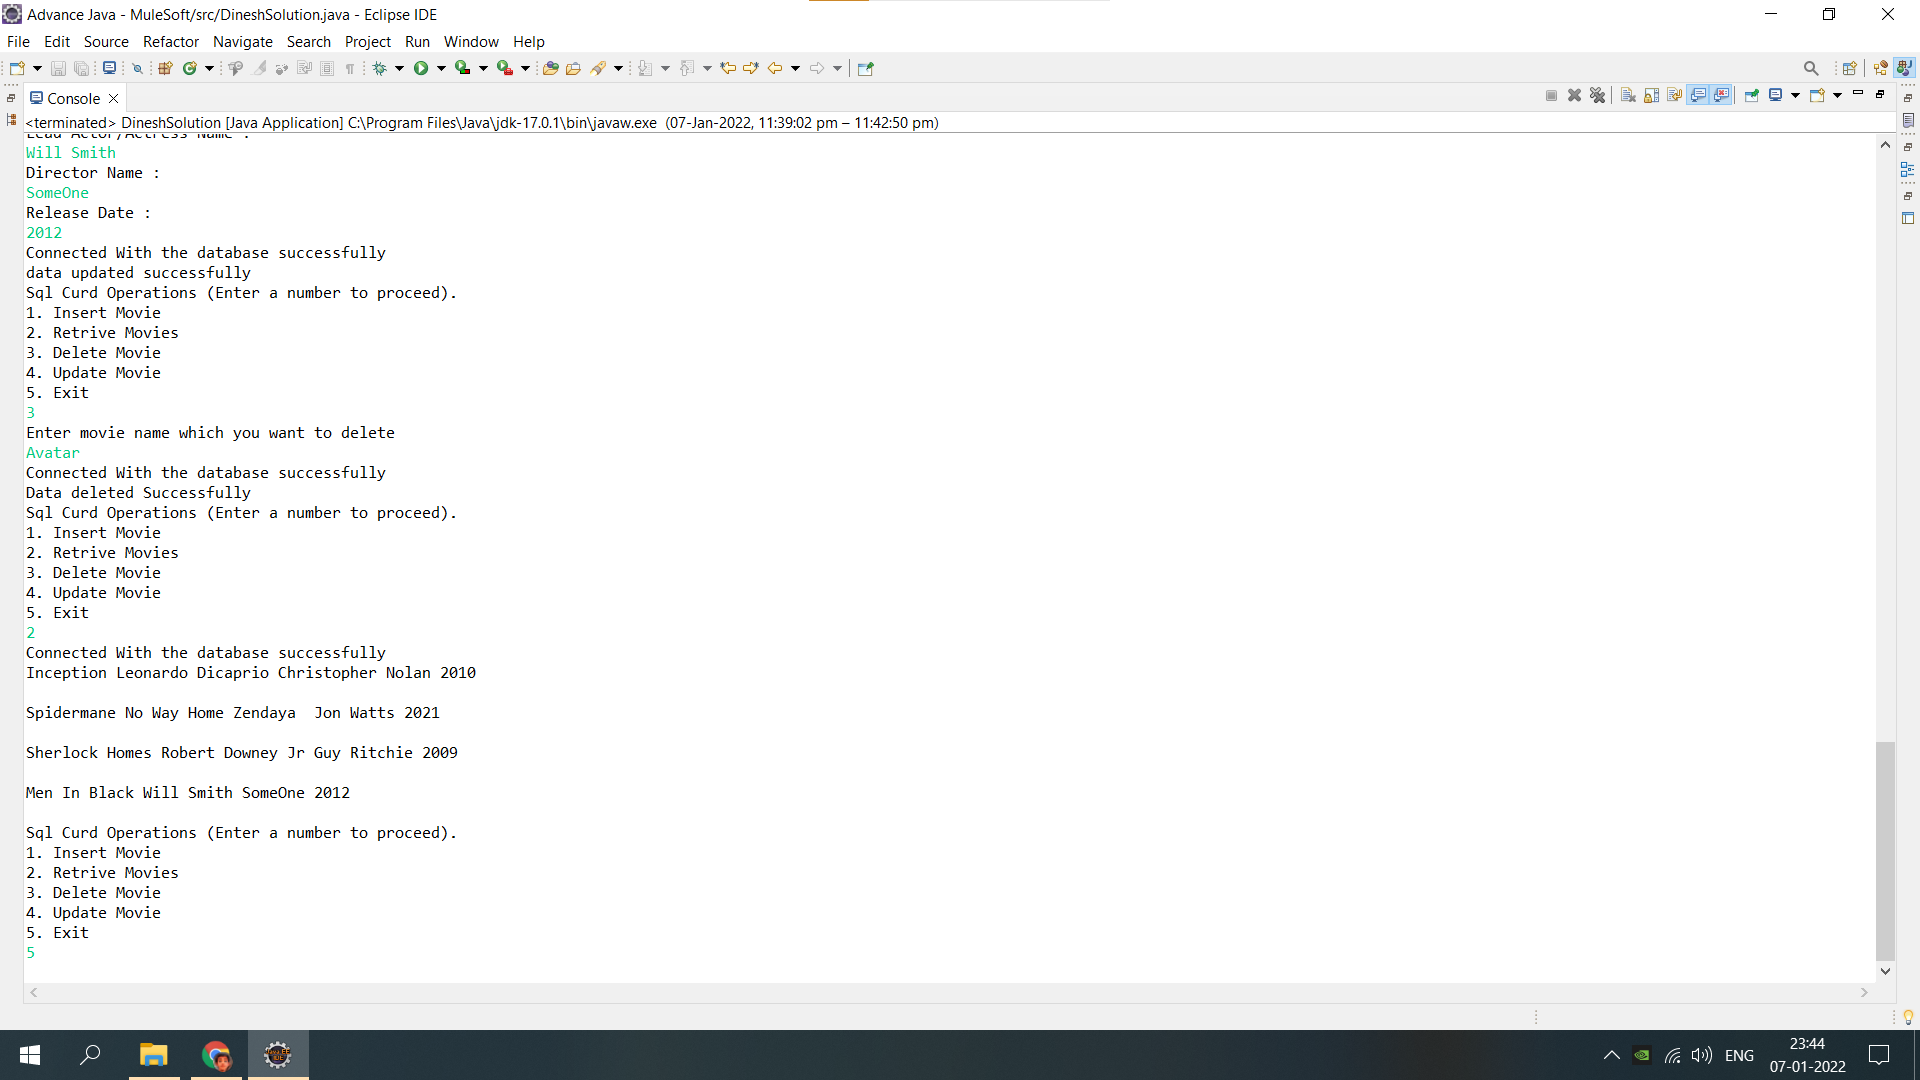 Advance Java - MuleSoft/src/DineshSolution.java - Eclipse IDE
File Edit Source Refactor Navigate Search Project Run Window Help
Console
<terminated> DineshSolution [Java Application] C:\Program Files\Java\jdk-17.0.1\bin\javaw.exe (07-Jan-2022, 11:39:02 pm – 11:42:50 pm)
Lead Actor/Actress Name :
Will Smith
Director Name :
SomeOne
Release Date :
2012
Connected With the database successfully
data updated successfully
Sql Curd Operations (Enter a number to proceed).
1. Insert Movie
2. Retrive Movies
3. Delete Movie
4. Update Movie
5. Exit
3
Enter movie name which you want to delete
Avatar
Connected With the database successfully
Data deleted Successfully
Sql Curd Operations (Enter a number to proceed).
1. Insert Movie
2. Retrive Movies
3. Delete Movie
4. Update Movie
5. Exit
2
Connected With the database successfully
Inception Leonardo Dicaprio Christopher Nolan 2010
Spidermane No Way Home Zendaya  Jon Watts 2021
Sherlock Homes Robert Downey Jr Guy Ritchie 2009
Men In Black Will Smith SomeOne 2012
Sql Curd Operations (Enter a number to proceed).
1. Insert Movie
2. Retrive Movies
3. Delete Movie
4. Update Movie
5. Exit
5
ENG
23:44
07-01-2022